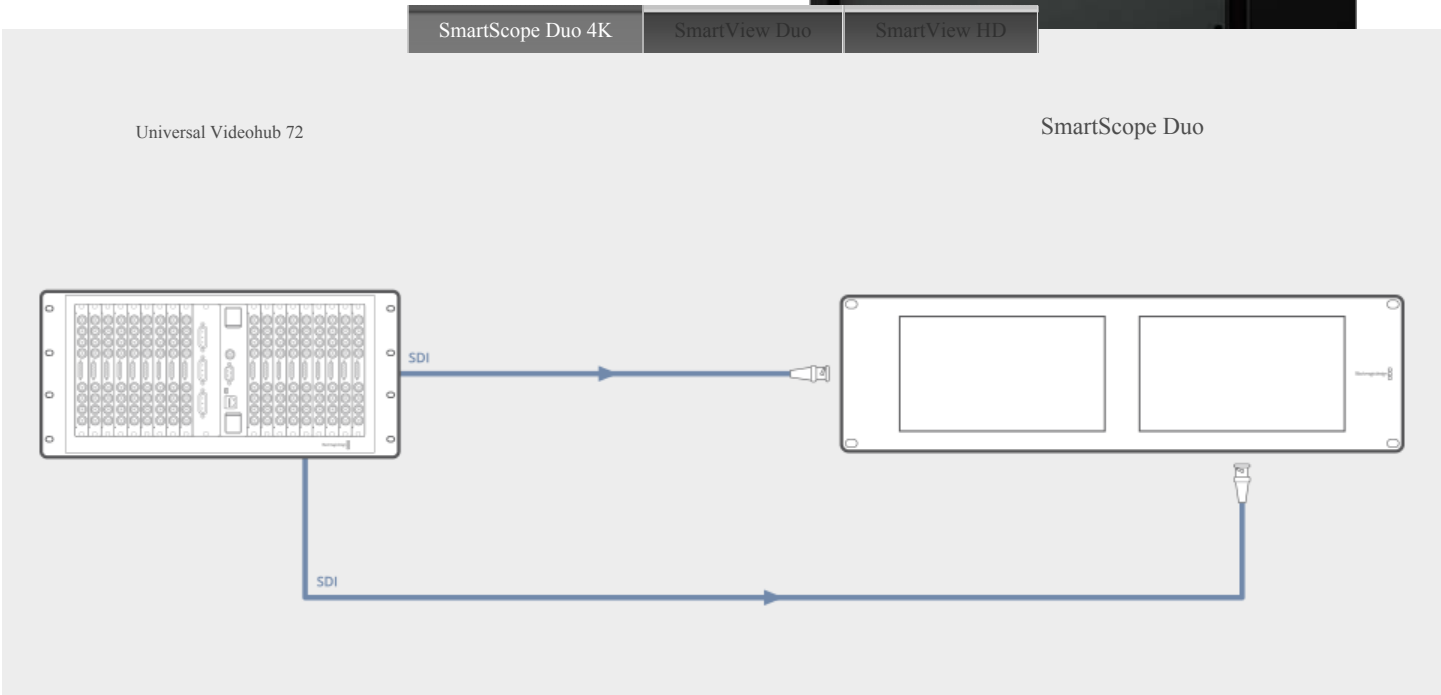 SmartScope Duo 4K
SmartView Duo
SmartView HD
Universal Videohub 72
SmartScope Duo
SDI
SDI